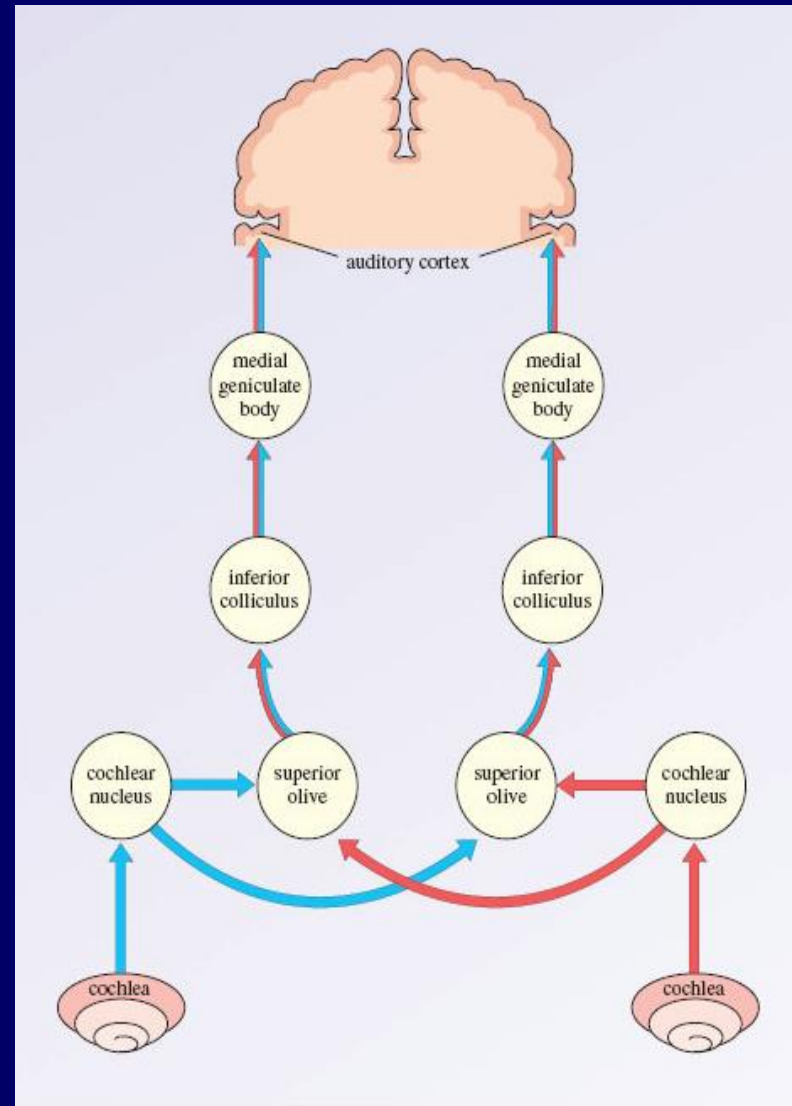 auditory cortex
medial
geniculate
body
medial
geniculate
body
inferior
colliculus
inferior
colliculus
cochlear
nucleus
superior
olive
superior
olive
cochlear
nucleus
cochlea
cochlea